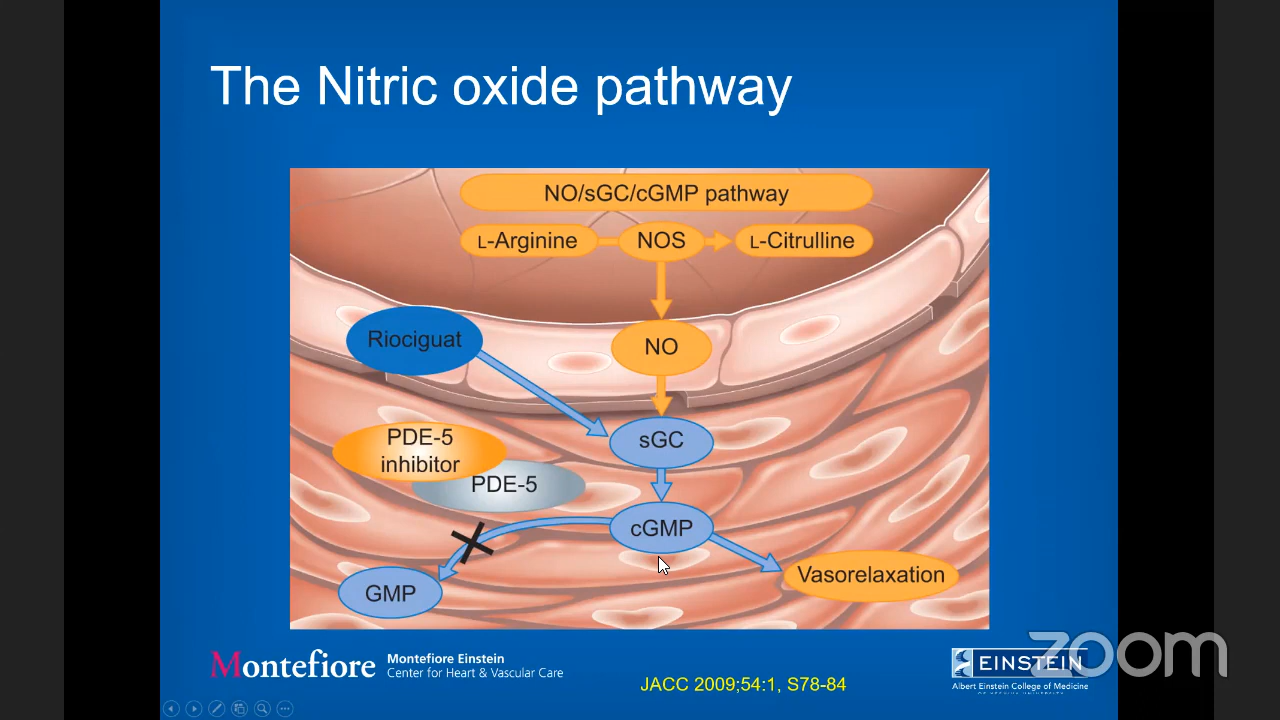 The Nitric oxide pathway
NO/sGC/cGMP pathway
L-Arginine
NOS
L-Citrulline
Riociguat
NO
PDE-5
inhibitor
sGC
PDE-5
cGMP
Vasorelaxation
GMP
Montefiore
Montefiore Einstein
Center for Heart & Vascular Care
JACC 2009;54:1, S78-84
EINSTEIN
Albert Einstein College of Medicine
zoom